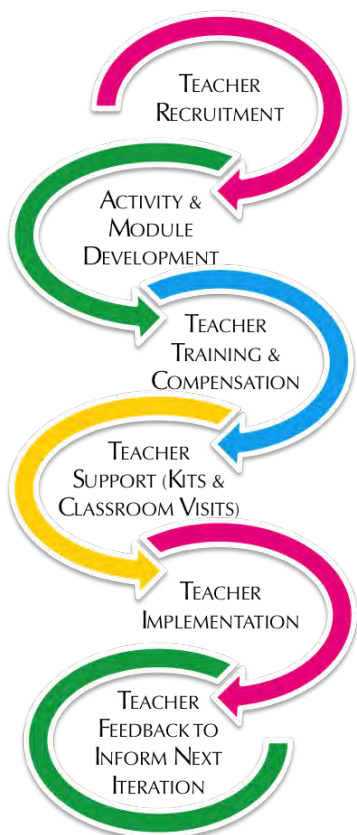 TEACHER
RECRUITMENT
ACTIVITY &
MODULE
DEVELOPMENT
TEACHER
TRAINING &
COMPENSATION
TEACHER
SUPPORT (KITS &
CLASSROOM VISITS)
TEACHER
IMPLEMENTATION
TEACHER
FEEDBACK TO
INFORM NEXT
ITERATION